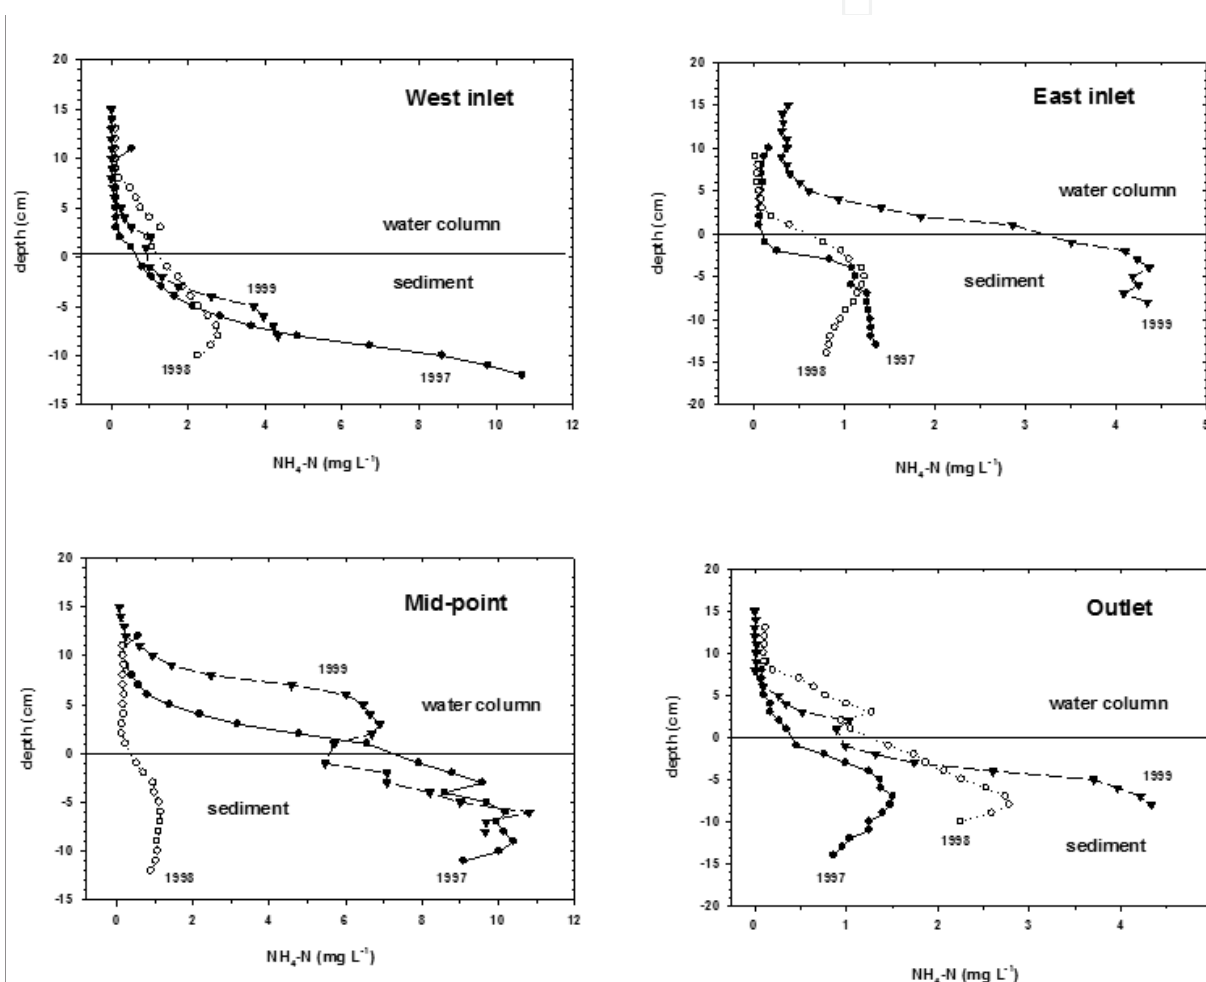 20
15
10
5
0
-5
-10
-15
depth (cm)
West inlet
water column
sediment
1999
1998
1997
0 2 4 6 8 10 12
NH₄-N (mg L⁻¹)
20
15
10
5
0
-5
-10
-15
-20
depth (cm)
East inlet
water column
sediment
1999
1998
1997
0 1 2 3 4 5
NH₄-N (mg L⁻¹)
20
15
10
5
0
-5
-10
-15
depth (cm)
Mid-point
1999
water column
sediment
1998
1997
0 2 4 6 8 10 12
NH₄-N (mg L⁻¹)
20
15
10
5
0
-5
-10
-15
-20
depth (cm)
Outlet
water column
1999
1998
sediment
1997
0 1 2 3 4
NH₄-N (mg L⁻¹)